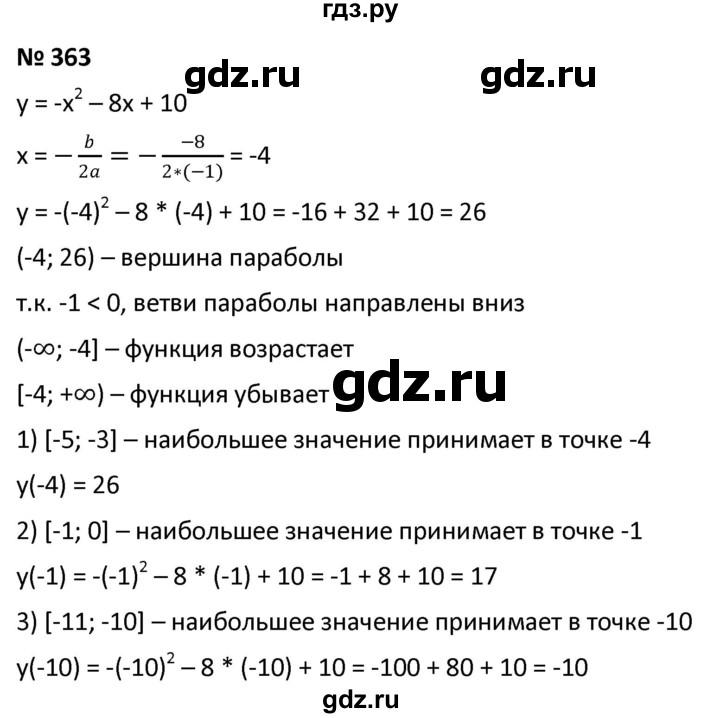 гдз.ру
№ 363
gdz.ru gdz.ru
y = -x² – 8x + 10
x = −b/2a = −−8/2∗(−1) = -4
y = -(-4)² – 8 * (-4) + 10 = -16 + 32 + 10 = 26
(-4; 26) – вершина параболы
т.к. -1 < 0, ветви параболы направлены вниз
(-∞; -4] – функция возрастает
[-4; +∞) – функция убывает
gdz.ru
1) [-5; -3] – наибольшее значение принимает в точке -4
y(-4) = 26
2) [-1; 0] – наибольшее значение принимает в точке -1
y(-1) = -(-1)² – 8 * (-1) + 10 = -1 + 8 + 10 = 17
3) [-11; -10] – наибольшее значение принимает в точке -10
y(-10) = -(-10)² – 8 * (-10) + 10 = -100 + 80 + 10 = -10
gdz.ru